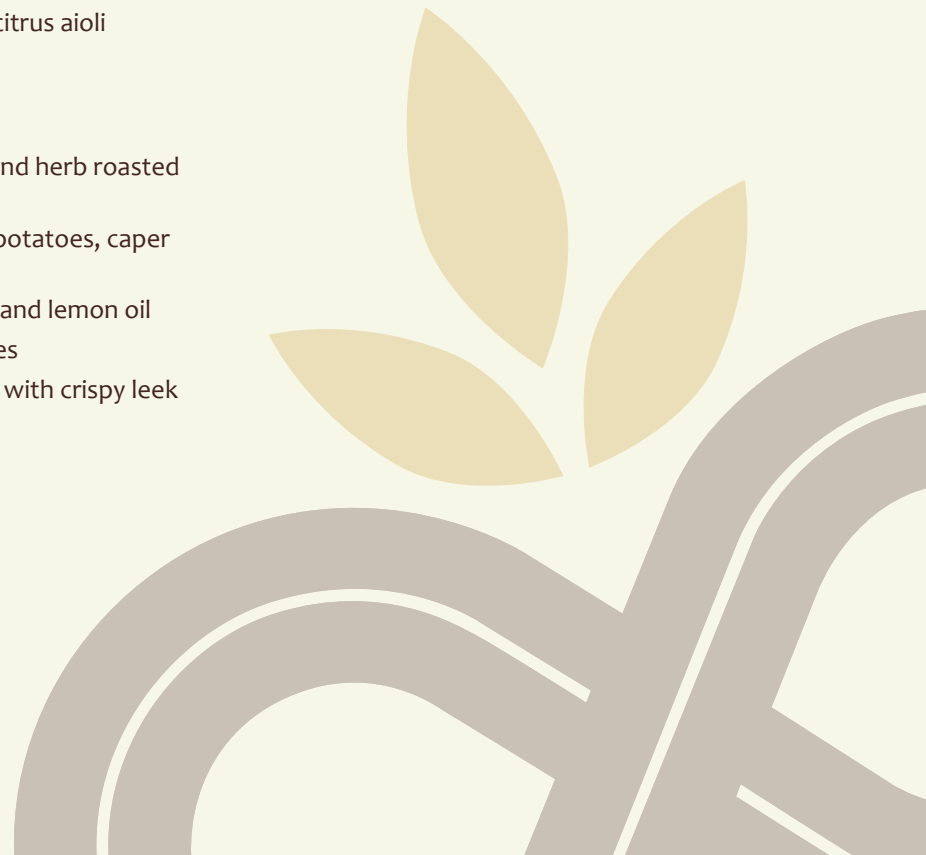 citrus aioli
nd herb roasted
potatoes, caper
and lemon oil
es
with crispy leek